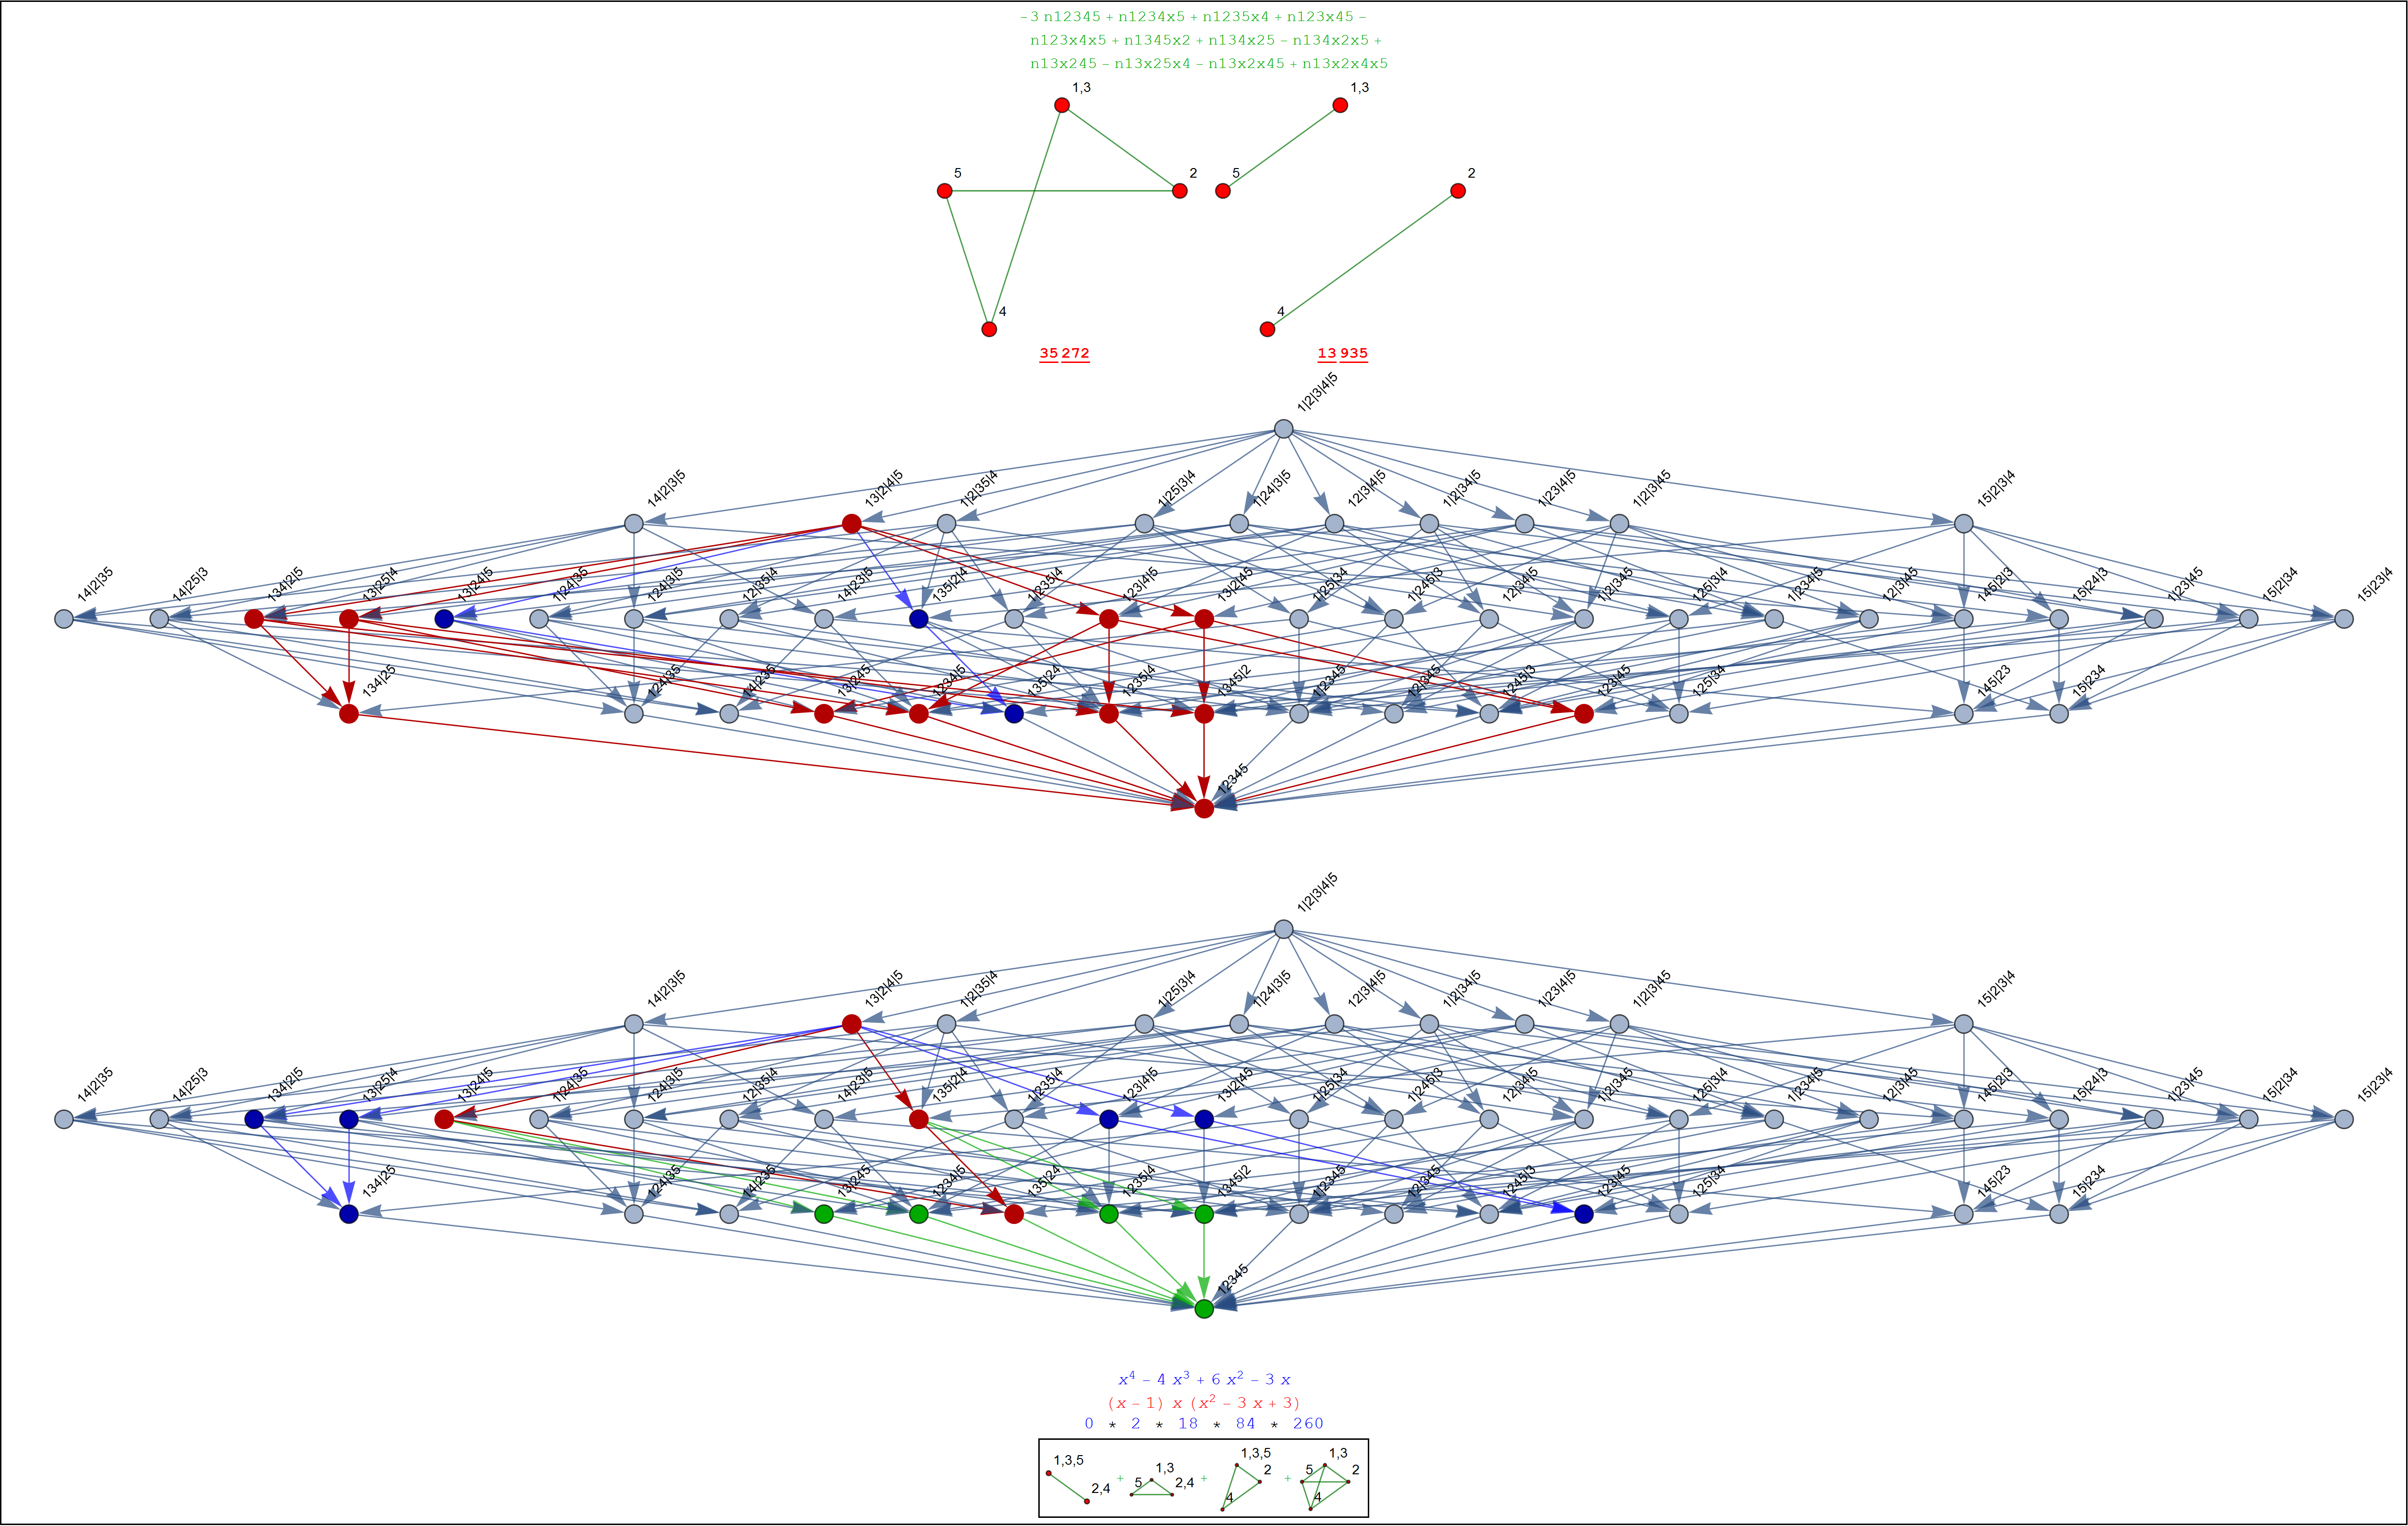 −3 n12345 + n1234x5 + n1235x4 + n123x45 −
n123x4x5 + n1345x2 + n134x25 − n134x2x5 +
n13x245 − n13x25x4 − n13x2x45 + n13x2x4x5
1,3 1,3
5 2 5 2
4 4
35 272 13 935
1|2|3|4|5
14|2|3|5 13|2|4|5 1|2|35|4 1|25|3|4 1|24|3|5 12|3|4|5 1|2|34|5 1|23|4|5 1|2|3|45 15|2|3|4
14|2|35 14|25|3 134|2|5 13|25|4 13|24|5 1|24|35 124|3|5 12|35|4 14|23|5 135|2|4 1|235|4 123|4|5 13|2|45 1|25|34 1|245|3 12|34|5 1|2|345 125|3|4 1|234|5 12|3|45 145|2|3 15|24|3 1|23|45 15|2|34 15|23|4
134|25 124|35 14|235 13|245 1234|5 135|24 1235|4 1345|2 1|2345 12|345 1245|3 123|45 125|34 145|23 15|234
12345
1|2|3|4|5
14|2|3|5 13|2|4|5 1|2|35|4 1|25|3|4 1|24|3|5 12|3|4|5 1|2|34|5 1|23|4|5 1|2|3|45 15|2|3|4
14|2|35 14|25|3 134|2|5 13|25|4 13|24|5 1|24|35 124|3|5 12|35|4 14|23|5 135|2|4 1|235|4 123|4|5 13|2|45 1|25|34 1|245|3 12|34|5 1|2|345 125|3|4 1|234|5 12|3|45 145|2|3 15|24|3 1|23|45 15|2|34 15|23|4
134|25 124|35 14|235 13|245 1234|5 135|24 1235|4 1345|2 1|2345 12|345 1245|3 123|45 125|34 145|23 15|234
12345
x⁴ − 4 x³ + 6 x² − 3 x
(x − 1) x (x² − 3 x + 3)
0 * 2 * 18 * 84 * 260
1,3,5 2,4 + 1,3 5 2,4 + 1,3,5 2 4 + 1,3 5 2 4